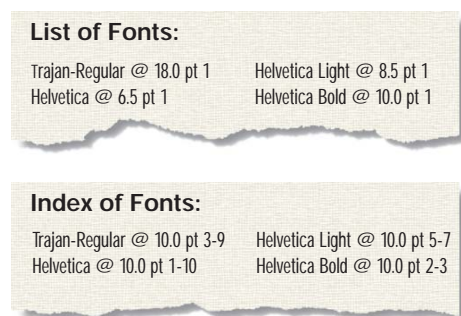 List of Fonts:
Trajan-Regular @ 18.0 pt 1 Helvetica Light @ 8.5 pt 1
Helvetica @ 6.5 pt 1 Helvetica Bold @ 10.0 pt 1
Index of Fonts:
Trajan-Regular @ 10.0 pt 3-9 Helvetica Light @ 10.0 pt 5-7
Helvetica @ 10.0 pt 1-10 Helvetica Bold @ 10.0 pt 2-3